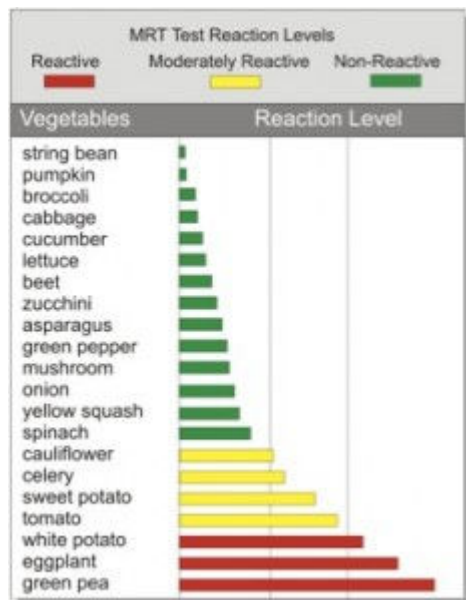 MRT Test Reaction Levels
Reactive Moderately Reactive Non-Reactive
Vegetables Reaction Level
string bean
pumpkin
broccoli
cabbage
cucumber
lettuce
beet
zucchini
asparagus
green pepper
mushroom
onion
yellow squash
spinach
cauliflower
celery
sweet potato
tomato
white potato
eggplant
green pea